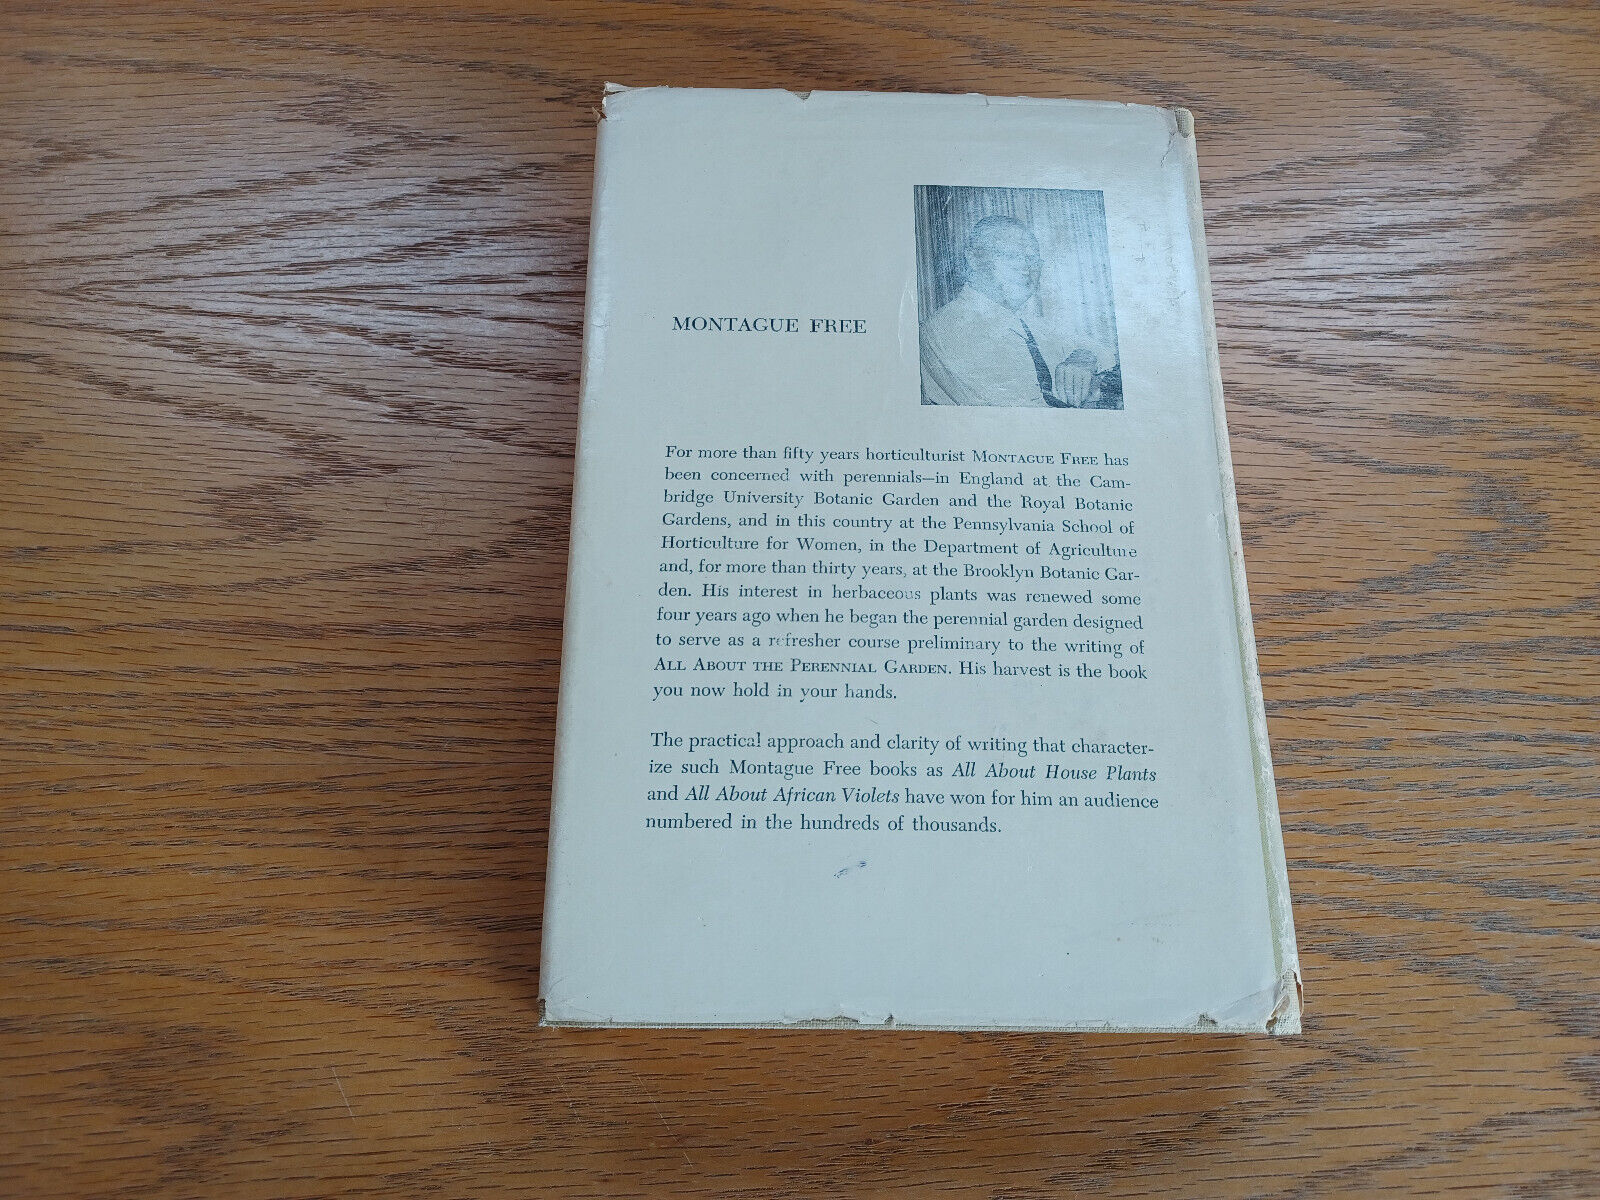 MONTAGUE FREE
For more than fifty years horticulturist MONTAGUE FREE has
been concerned with perennials—in England at the Cam-
bridge University Botanic Garden and the Royal Botanic
Gardens, and in this country at the Pennsylvania School of
Horticulture for Women, in the Department of Agriculture
and, for more than thirty years, at the Brooklyn Botanic Gar-
den. His interest in herbaceous plants was renewed some
four years ago when he began the perennial garden designed
to serve as a refresher course preliminary to the writing of
ALL ABOUT THE PERENNIAL GARDEN. His harvest is the book
you now hold in your hands.
The practical approach and clarity of writing that character-
ize such Montague Free books as All About House Plants
and All About African Violets have won for him an audience
numbered in the hundreds of thousands.